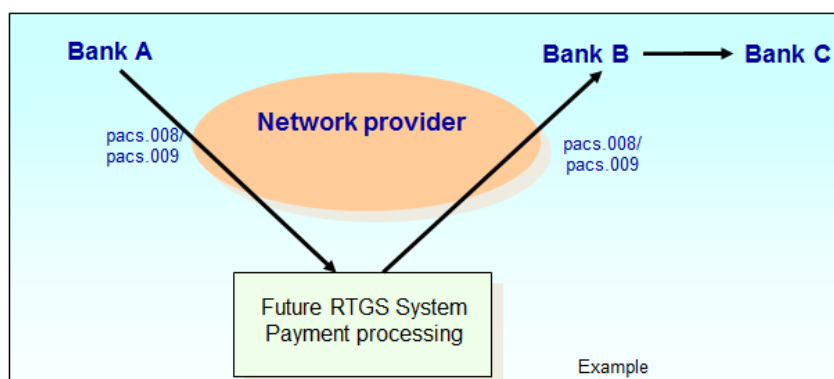 Bank A
Bank B
Bank C
Network provider
pacs.008/
pacs.009
pacs.008/
pacs.009
Future RTGS System
Payment processing
Example